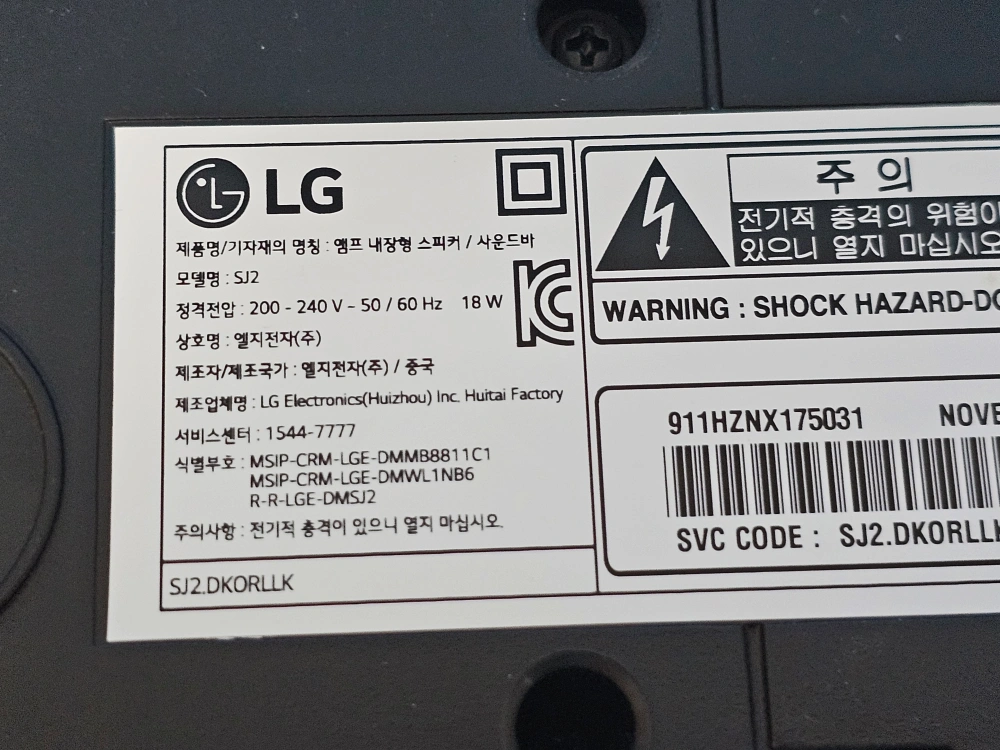 LG
제품명/기자재의 명칭 : 앰프 내장형 스피커 / 사운드바
모델명 : SJ2
정격전압 : 200 - 240 V ~ 50 / 60 Hz 18 W
상호명 : 엘지전자(주)
제조자/제조국가 : 엘지전자(주) / 중국
제조업체명 : LG Electronics(Huizhou) Inc. Huitai Factory
서비스센터 : 1544-7777
식별부호 : MSIP-CRM-LGE-DMMB8811C1
MSIP-CRM-LGE-DMWL1NB6
R-R-LGE-DMSJ2
주의사항 : 전기적 충격이 있으니 열지 마십시오.
SJ2.DKORLLK
주 의
전기적 충격의 위험이
있으니 열지 마십시오
WARNING : SHOCK HAZARD-DO
911HZNX175031 NOVE
SVC CODE : SJ2.DKORLLK